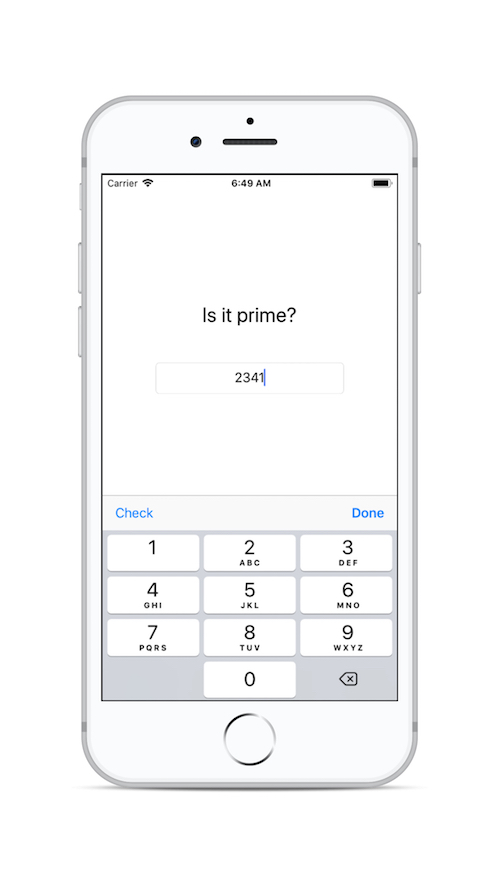 Carrier 6:49 AM
Is it prime?
2341
Check Done
1 2 3
ABC DEF
4 5 6
GHI JKL MNO
7 8 9
PQRS TUV WXYZ
0